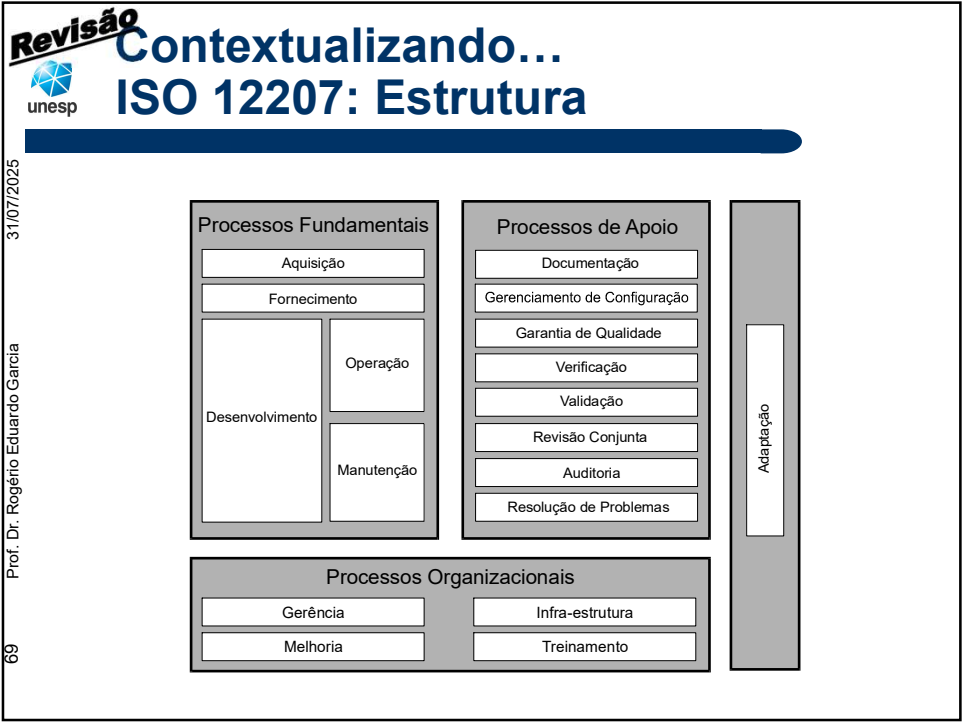 Revisão
Contextualizando…
ISO 12207: Estrutura
unesp
31/07/2025
Prof. Dr. Rogério Eduardo Garcia
69
Processos Fundamentais
Aquisição
Fornecimento
Desenvolvimento
Operação
Manutenção
Processos de Apoio
Documentação
Gerenciamento de Configuração
Garantia de Qualidade
Verificação
Validação
Revisão Conjunta
Auditoria
Resolução de Problemas
Adaptação
Processos Organizacionais
Gerência
Infra-estrutura
Melhoria
Treinamento